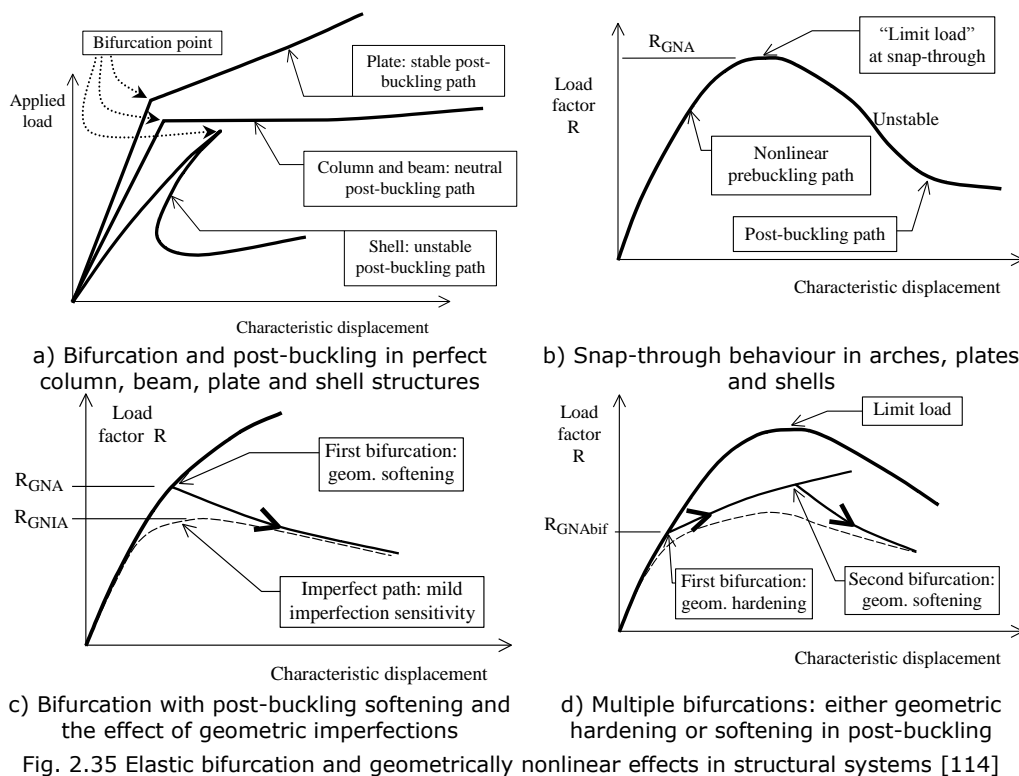 Bifurcation point
Applied
load
Plate: stable post-
buckling path
Column and beam: neutral
post-buckling path
Shell: unstable
post-buckling path
Characteristic displacement
a) Bifurcation and post-buckling in perfect
column, beam, plate and shell structures
R_GNA
Load
factor
R
“Limit load”
at snap-through
Unstable
Nonlinear
prebuckling path
Post-buckling path
Characteristic displacement
b) Snap-through behaviour in arches, plates
and shells
Load
factor R
R_GNA
R_GNIA
First bifurcation:
geom. softening
Imperfect path: mild
imperfection sensitivity
Characteristic displacement
c) Bifurcation with post-buckling softening and
the effect of geometric imperfections
Load
factor
R
Limit load
R_GNAbif
First bifurcation:
geom. hardening
Second bifurcation:
geom. softening
Characteristic displacement
d) Multiple bifurcations: either geometric
hardening or softening in post-buckling
Fig. 2.35 Elastic bifurcation and geometrically nonlinear effects in structural systems [114]